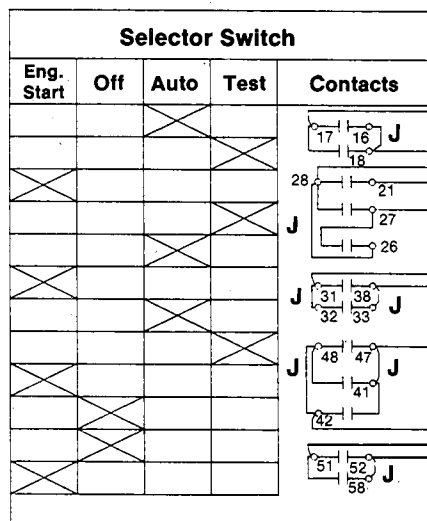 Selector Switch
Eng. Start Off Auto Test Contacts
17 16 J
18
28 21
27
J
26
J 31 38 J
32 33
J 48 47 J
41
42
51 52 J
58